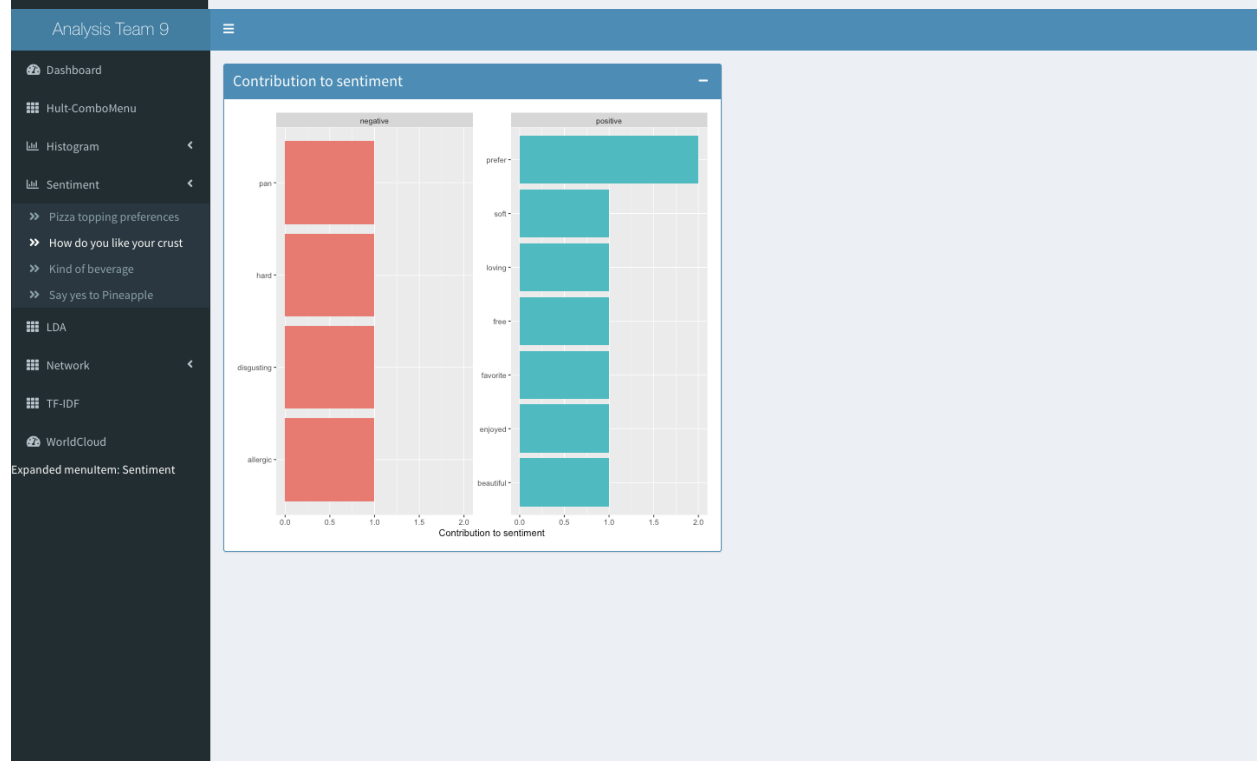 Analysis Team 9
Dashboard
Hult-ComboMenu
Histogram
Sentiment
Pizza topping preferences
How do you like your crust
Kind of beverage
Say yes to Pineapple
LDA
Network
TF-IDF
WorldCloud
Expanded menuItem: Sentiment
Contribution to sentiment
negative
pan
hard
disgusting
allergic
0.0 0.5 1.0 1.5 2.0
positive
prefer
soft
loving
free
favorite
enjoyed
beautiful
0.0 0.5 1.0 1.5 2.0
Contribution to sentiment